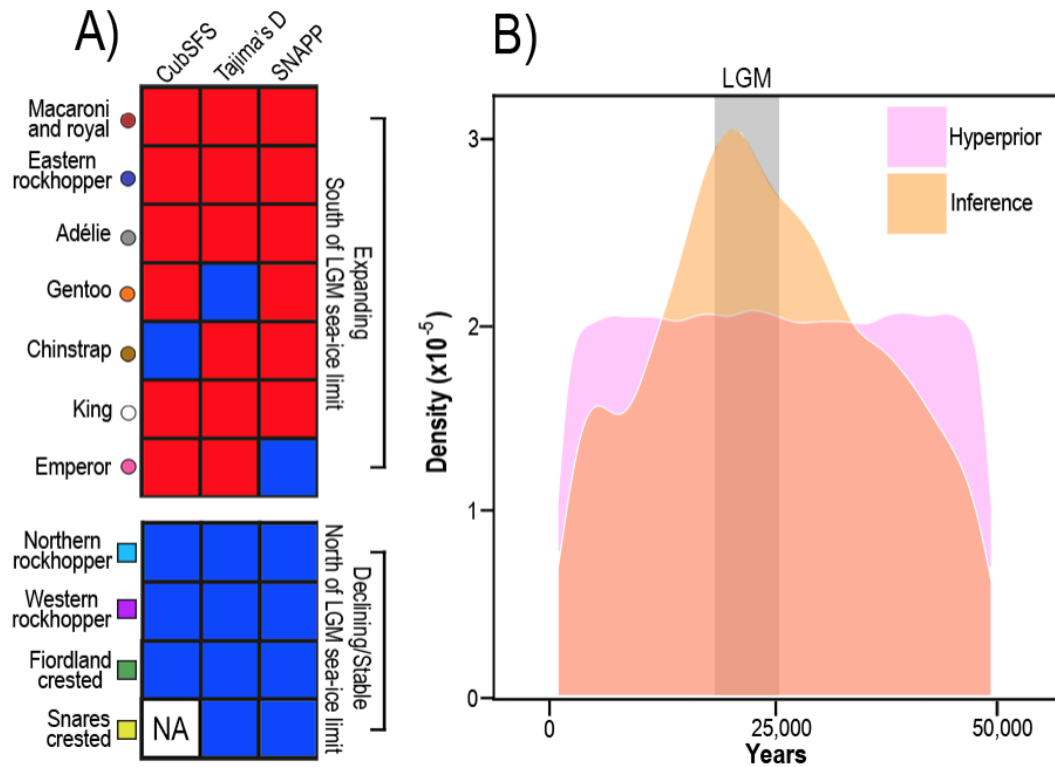 A)
CubSFS
Tajima's D
SNAPP
Macaroni
and royal
Eastern
rockhopper
Adélie
Gentoo
Chinstrap
King
Emperor
Expanding
South of LGM sea-ice limit
Northern
rockhopper
Western
rockhopper
Fiordland
crested
Snares
crested
NA
Declining/Stable
North of LGM sea-ice limit
B)
LGM
Hyperprior
Inference
Density (x10-5)
3
2
1
0
0
25,000
50,000
Years